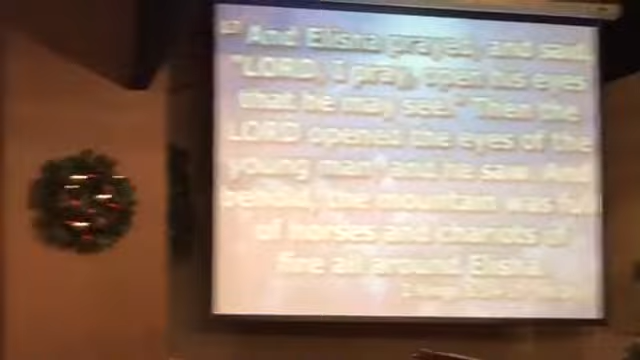 17 And Elisha prayed, and said,
"LORD, I pray, open his eyes
that he may see." Then the
LORD opened the eyes of the
young man, and he saw. And
behold, the mountain was full
of horses and chariots of
fire all around Elisha.